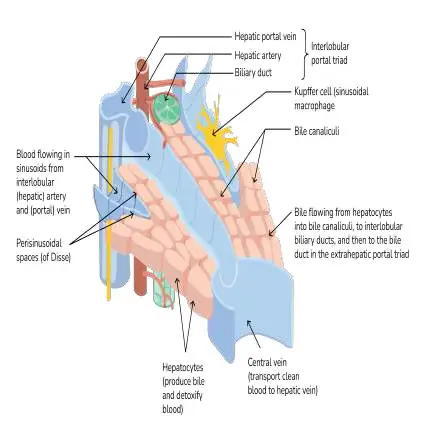 Hepatic portal vein
Hepatic artery
Biliary duct
Interlobular
portal triad
Kupffer cell (sinusoidal
macrophage
Bile canaliculi
Blood flowing in
sinusoids from
interlobular
(hepatic) artery
and (portal) vein
Perisinusoidal
spaces (of Disse)
Bile flowing from hepatocytes
into bile canaliculi, to interlobular
biliary ducts, and then to the bile
duct in the extrahepatic portal triad
Hepatocytes
(produce bile
and detoxify
blood)
Central vein
(transport clean
blood to hepatic vein)